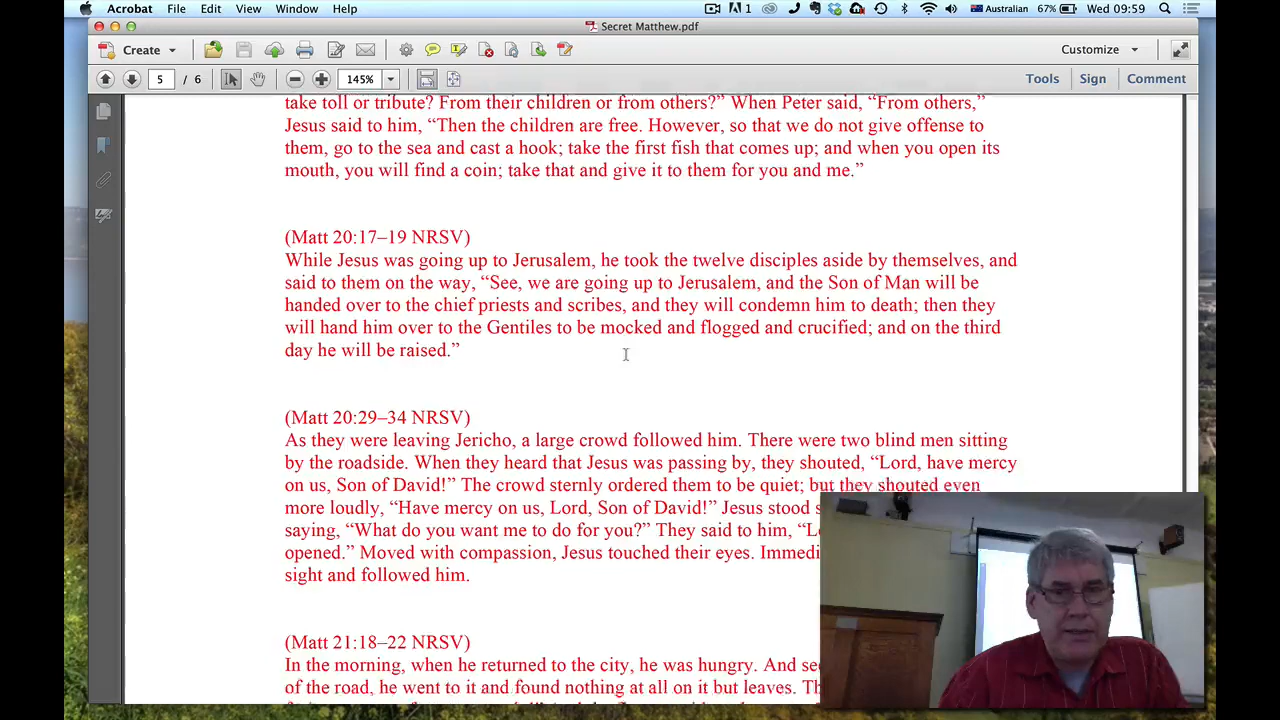 Acrobat File Edit View Window Help
1 Australian 67% Wed 09:59
Secret Matthew.pdf
Create Customize
5 / 6 145% Tools Sign Comment
take toll or tribute? From their children or from others?” When Peter said, “From others,”
Jesus said to him, “Then the children are free. However, so that we do not give offense to
them, go to the sea and cast a hook; take the first fish that comes up; and when you open its
mouth, you will find a coin; take that and give it to them for you and me.”
(Matt 20:17–19 NRSV)
While Jesus was going up to Jerusalem, he took the twelve disciples aside by themselves, and
said to them on the way, “See, we are going up to Jerusalem, and the Son of Man will be
handed over to the chief priests and scribes, and they will condemn him to death; then they
will hand him over to the Gentiles to be mocked and flogged and crucified; and on the third
day he will be raised.”
(Matt 20:29–34 NRSV)
As they were leaving Jericho, a large crowd followed him. There were two blind men sitting
by the roadside. When they heard that Jesus was passing by, they shouted, “Lord, have mercy
on us, Son of David!” The crowd sternly ordered them to be quiet; but they shouted even
more loudly, “Have mercy on us, Lord, Son of David!” Jesus stood
saying, “What do you want me to do for you?” They said to him,
opened.” Moved with compassion, Jesus touched their eyes.
sight and followed him.
(Matt 21:18–22 NRSV)
In the morning, when he returned to the city, he was hungry. And
of the road, he went to it and found nothing at all on it but leaves.